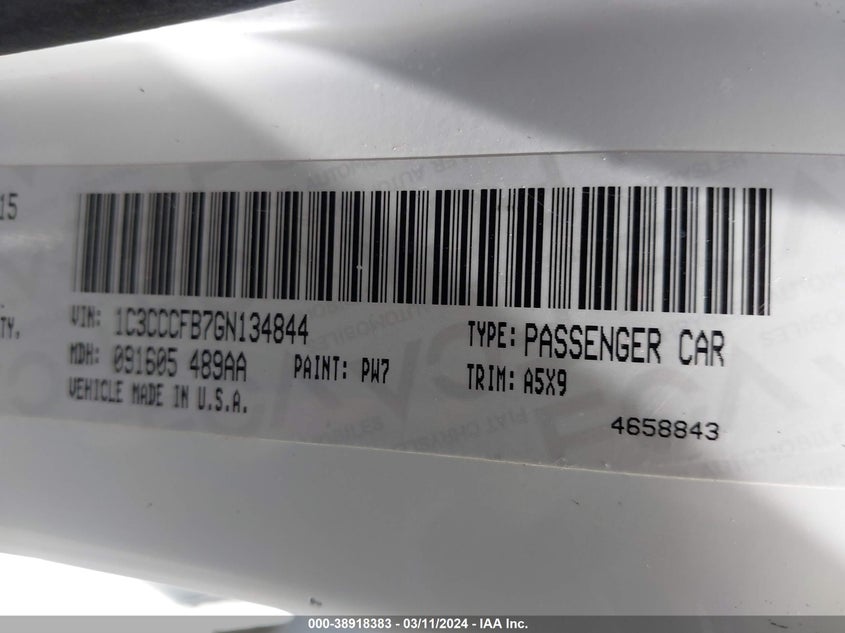 15
TY,
VIN: 1C3CCCFB7GN134844
TYPE: PASSENGER CAR
MDH: 091605 489AA
PAINT: PW7
TRIM: A5X9
VEHICLE MADE IN U.S.A.
4658843
000-38918383 - 03/11/2024 - IAA Inc.